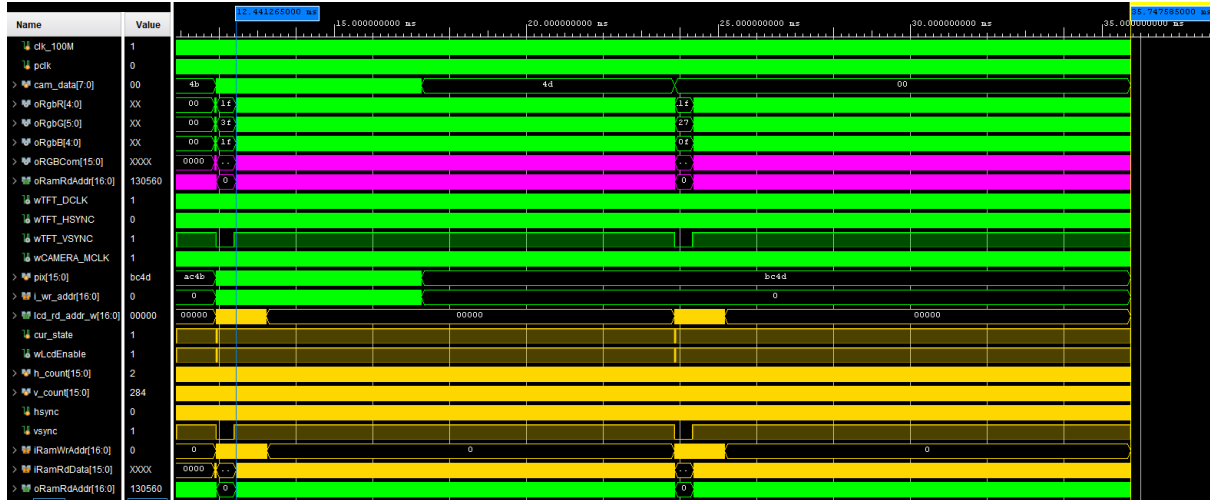 12.441265000 ms
35.747585000 ms
Name Value
15.000000000 ms 20.000000000 ms 25.000000000 ms 30.000000000 ms 35.000000000 ms
clk_100M 1
pclk 0
cam_data[7:0] 00 4b 4d 00
oRgbR[4:0] XX 00 1f 1f
oRgbG[5:0] XX 00 3f 27
oRgbB[4:0] XX 00 1f 0f
oRGBCom[15:0] XXXX 0000 .. ..
oRamRdAddr[16:0] 130560 0 0
wTFT_DCLK 1
wTFT_HSYNC 0
wTFT_VSYNC 1
wCAMERA_MCLK 1
pix[15:0] bc4d ac4b bc4d
i_wr_addr[16:0] 0 0 0
lcd_rd_addr_w[16:0] 00000 00000 00000 00000
cur_state 1
wLcdEnable 1
h_count[15:0] 2
v_count[15:0] 284
hsync 0
vsync 1
iRamWrAddr[16:0] 0 0 0 0
iRamRdData[15:0] XXXX 0000 .. ..
oRamRdAddr[16:0] 130560 0 0